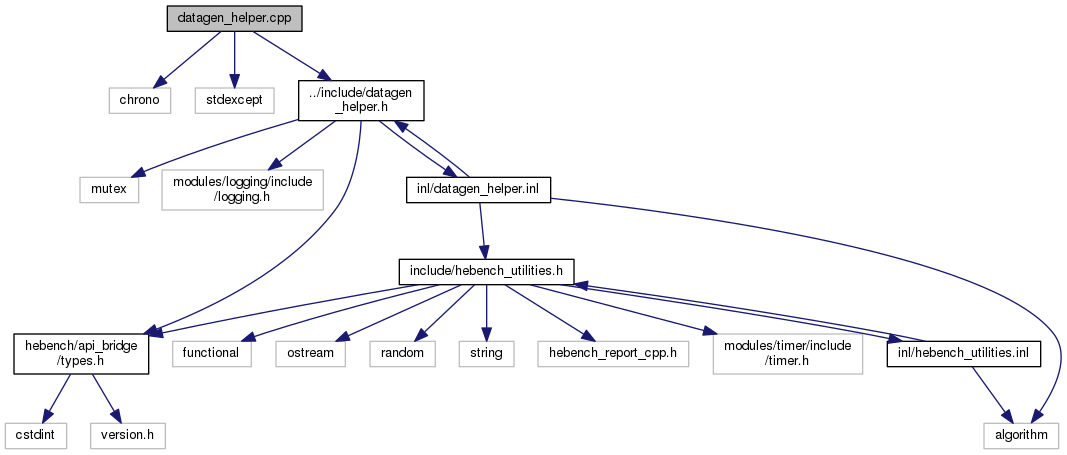 datagen_helper.cpp
chrono
stdexcept
../include/datagen
_helper.h
mutex
modules/logging/include
/logging.h
inl/datagen_helper.inl
include/hebench_utilities.h
hebench/api_bridge
/types.h
functional
ostream
random
string
hebench_report_cpp.h
modules/timer/include
/timer.h
inl/hebench_utilities.inl
cstdint
version.h
algorithm